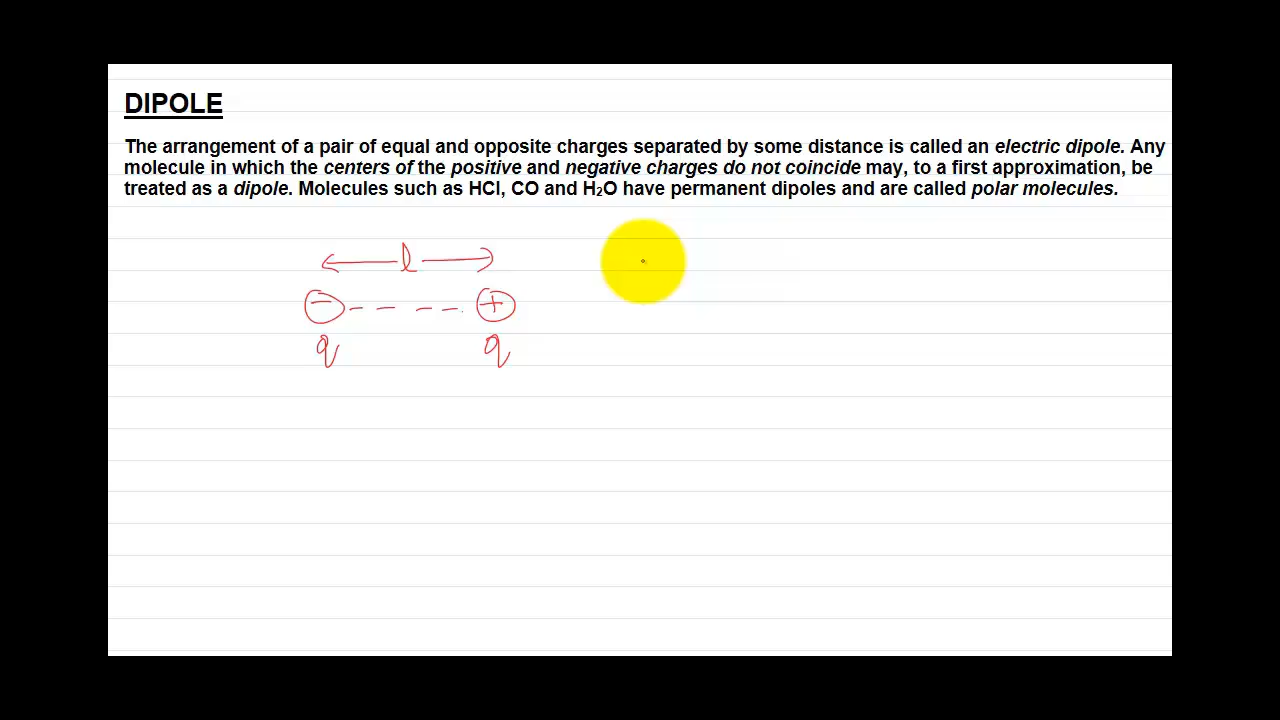 DIPOLE
The arrangement of a pair of equal and opposite charges separated by some distance is called an electric dipole. Any
molecule in which the centers of the positive and negative charges do not coincide may, to a first approximation, be
treated as a dipole. Molecules such as HCl, CO and H₂O have permanent dipoles and are called polar molecules.
l
− +
q q